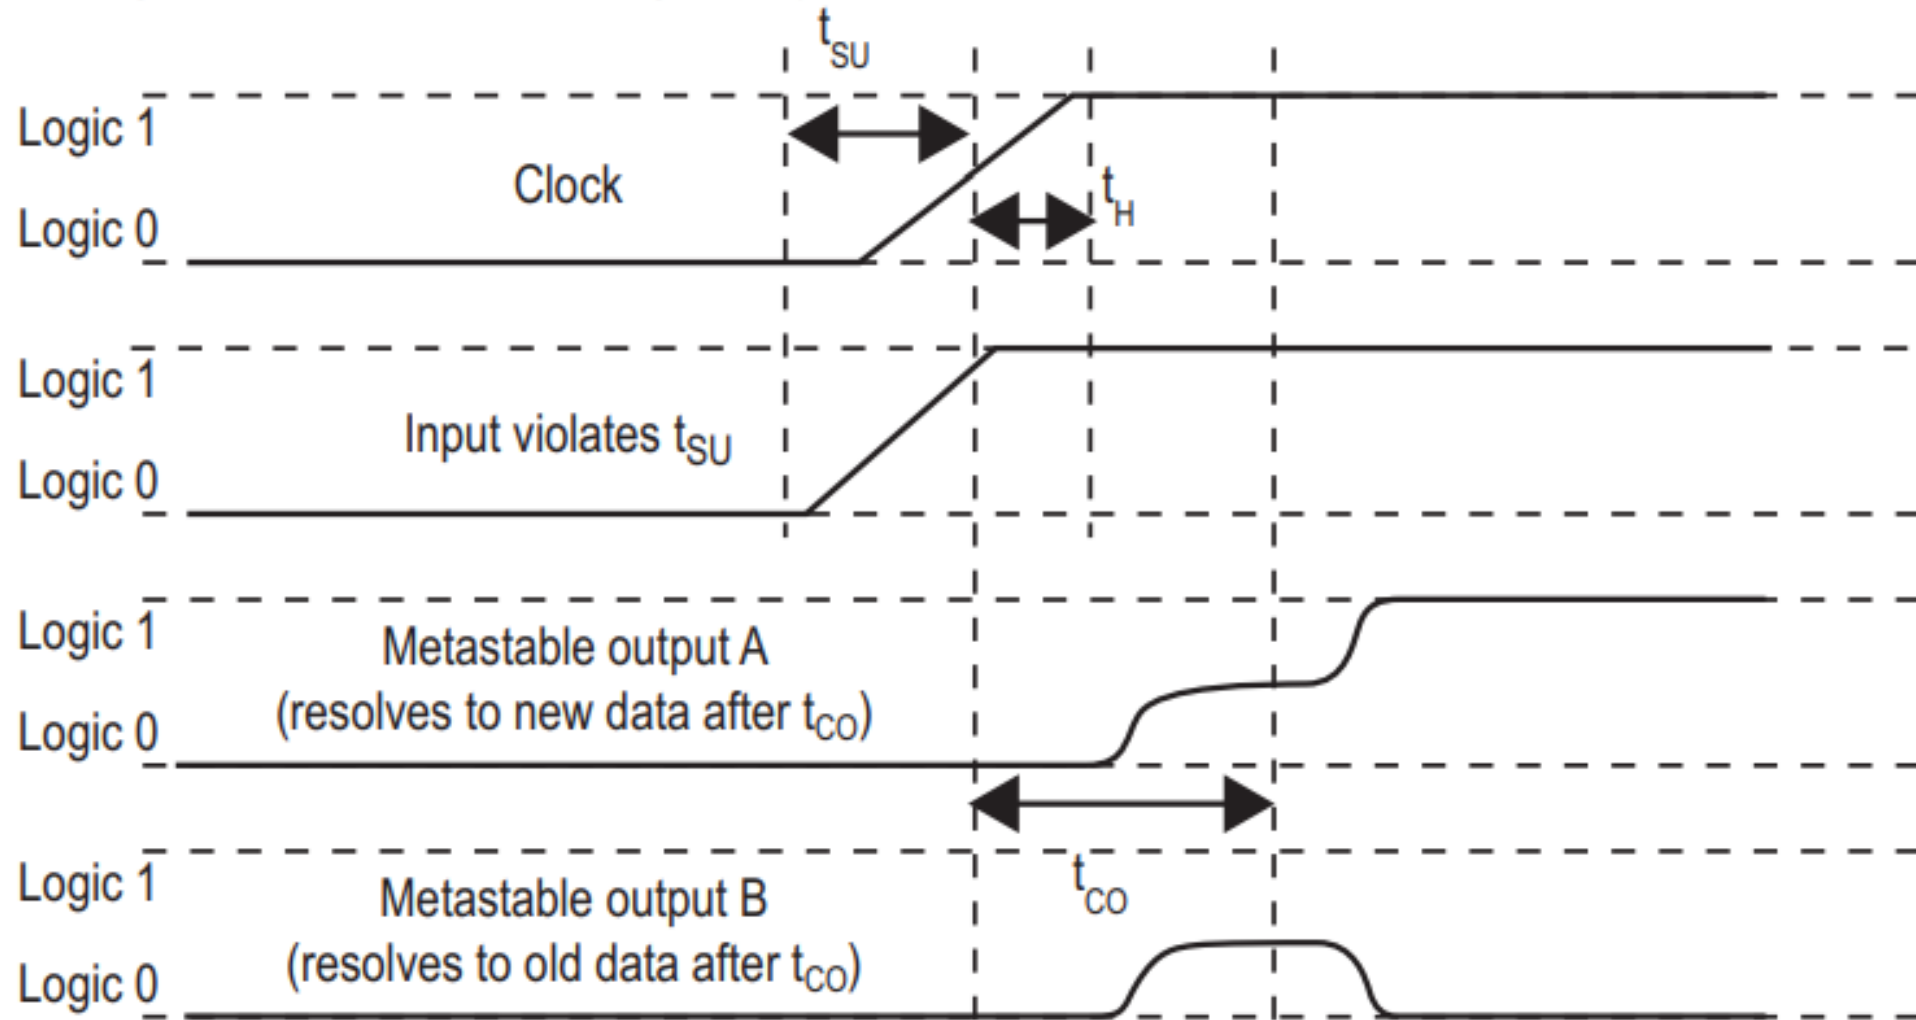 tSU
Logic 1
Clock
tH
Logic 0
Logic 1
Input violates tSU
Logic 0
Logic 1
Metastable output A
(resolves to new data after tCO)
Logic 0
tCO
Logic 1
Metastable output B
(resolves to old data after tCO)
Logic 0